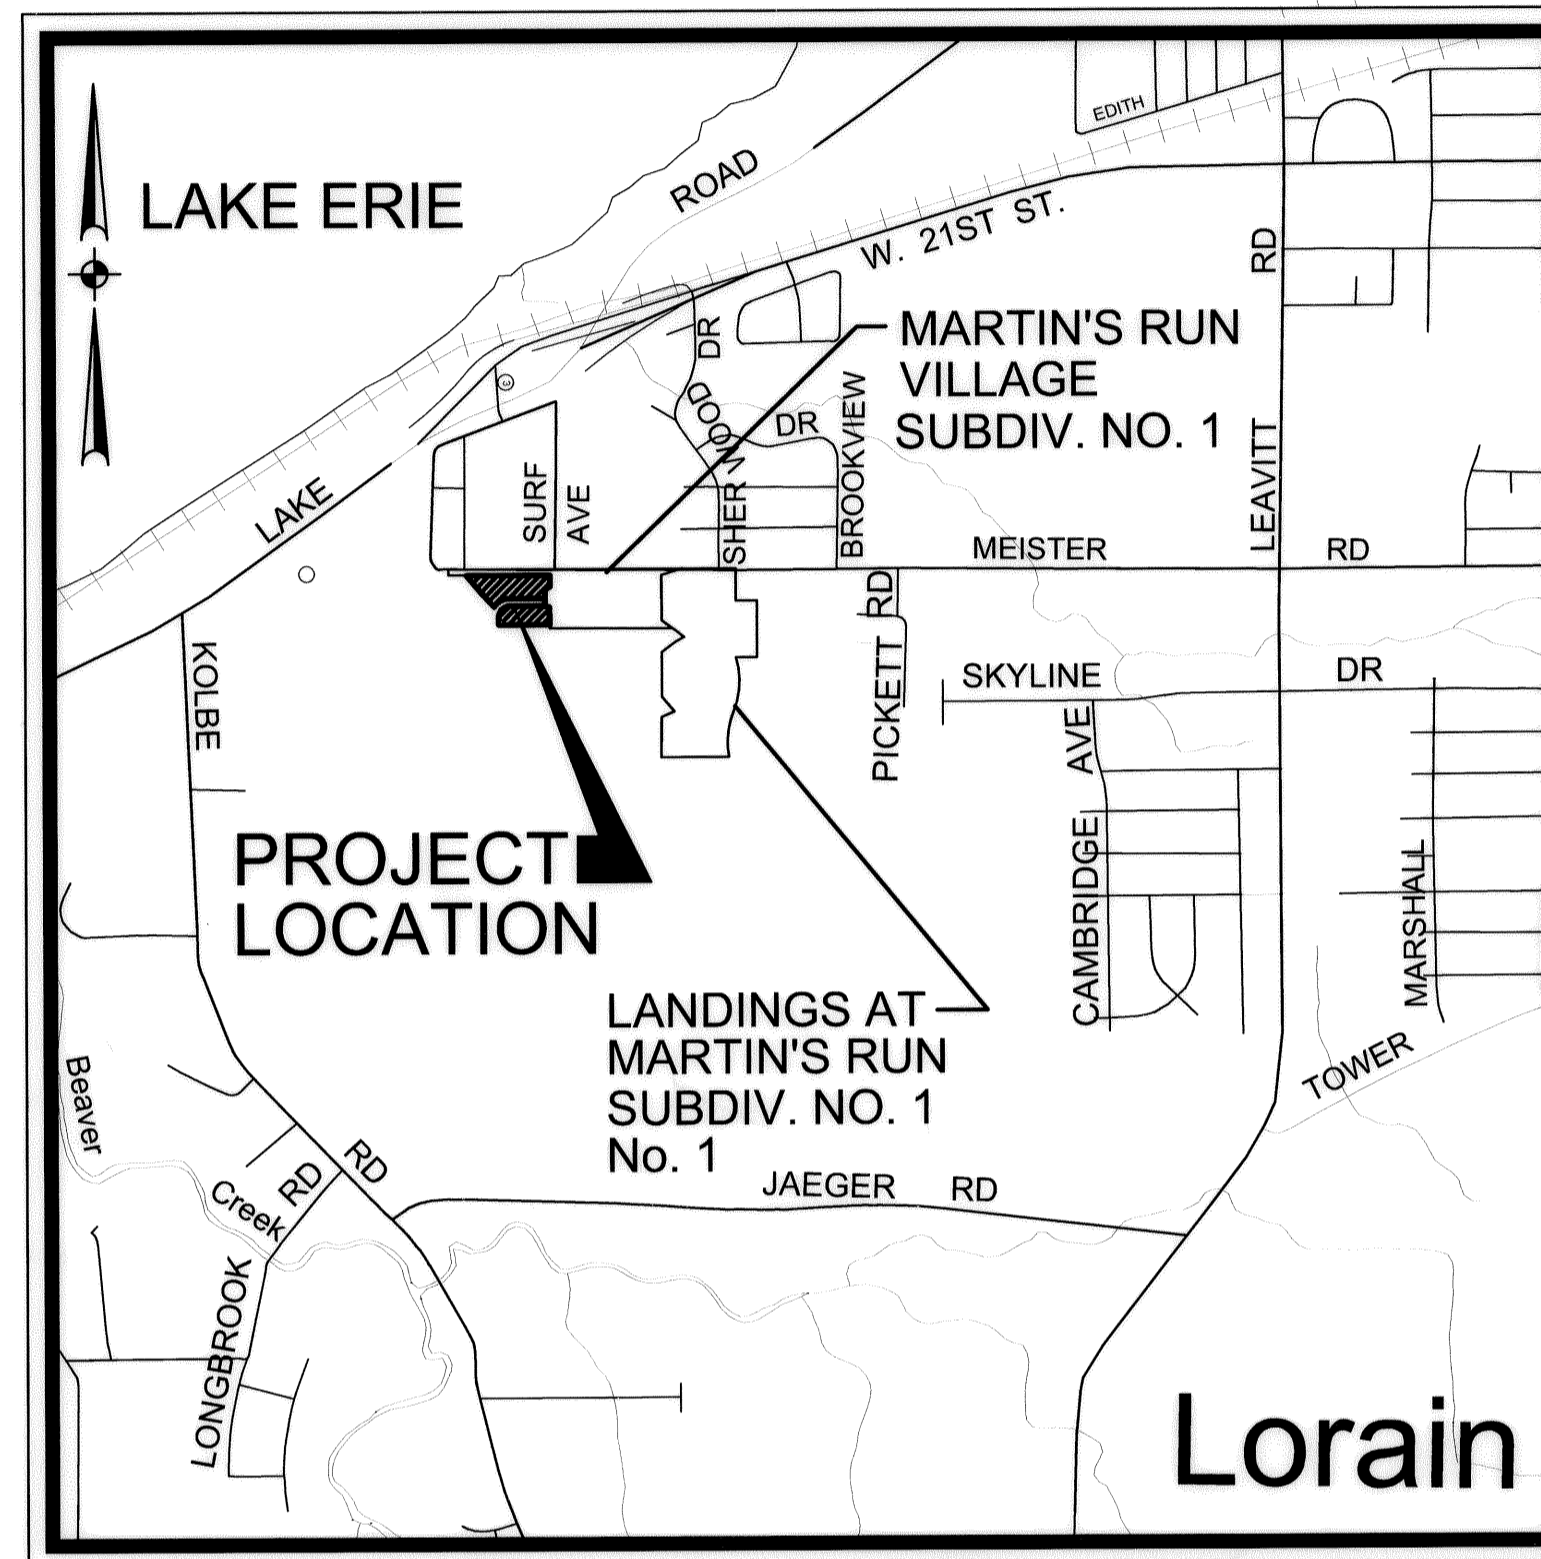 EDITH
ROAD
LAKE ERIE
W. 21ST ST.
RD
DR
MARTIN'S RUN
VILLAGE
SUBDIV. NO. 1
3
SHERWOOD
DR
BROOKVIEW
LEAVITT
SURF
AVE
LAKE
MEISTER
RD
PICKETT RD
KOLBE
SKYLINE
DR
CAMBRIDGE AVE
PROJECT
LOCATION
MARSHALL
LANDINGS AT
MARTIN'S RUN
SUBDIV. NO. 1
No. 1
TOWER
Beaver
Creek
RD
RD
JAEGER RD
LONGBROOK
Lorain